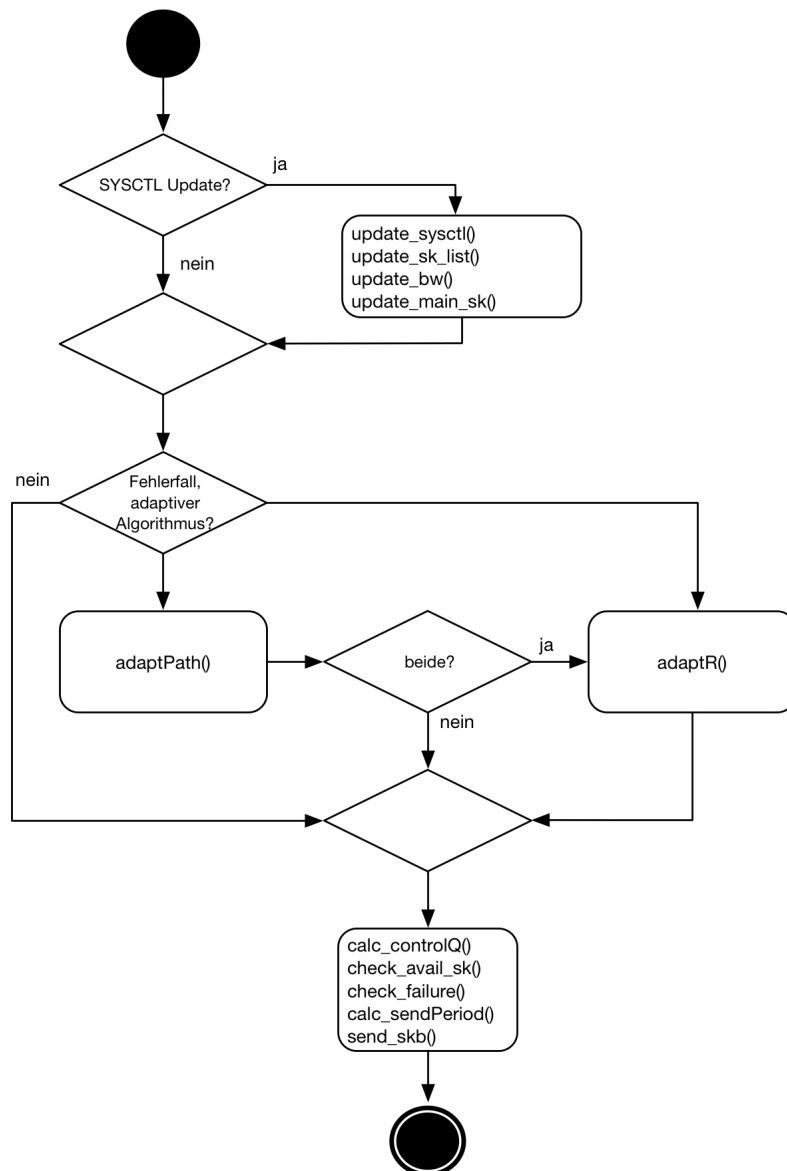 SYSCTL Update?
ja
update_sysctl()
update_sk_list()
update_bw()
update_main_sk()
nein
nein
Fehlerfall,
adaptiver
Algorithmus?
adaptPath()
beide?
ja
adaptR()
nein
calc_controlQ()
check_avail_sk()
check_failure()
calc_sendPeriod()
send_skb()